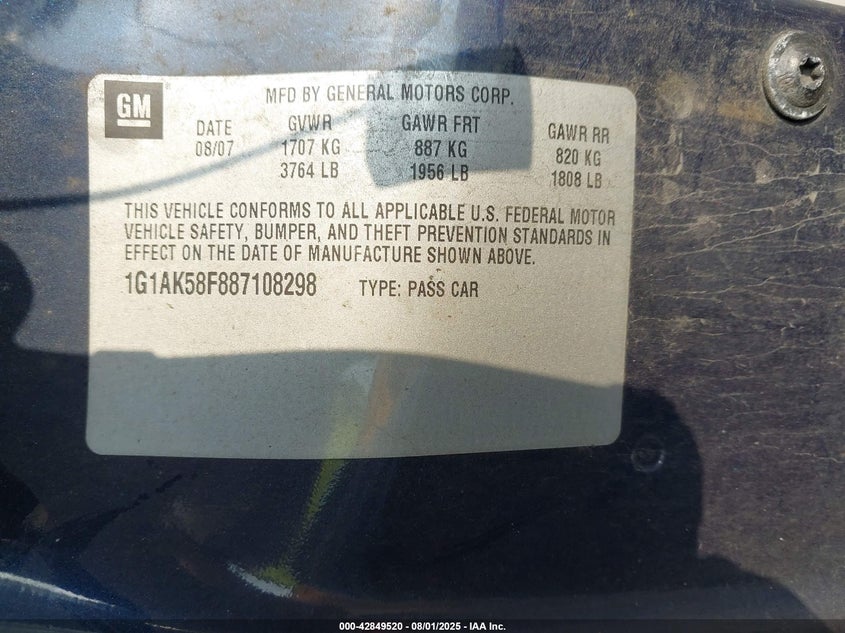 GM
MFD BY GENERAL MOTORS CORP.
DATE GVWR GAWR FRT GAWR RR
08/07 1707 KG 887 KG 820 KG
3764 LB 1956 LB 1808 LB
THIS VEHICLE CONFORMS TO ALL APPLICABLE U.S. FEDERAL MOTOR
VEHICLE SAFETY, BUMPER, AND THEFT PREVENTION STANDARDS IN
EFFECT ON THE DATE OF MANUFACTURE SHOWN ABOVE.
1G1AK58F887108298 TYPE: PASS CAR
000-42849520 - 08/01/2025 - IAA Inc.